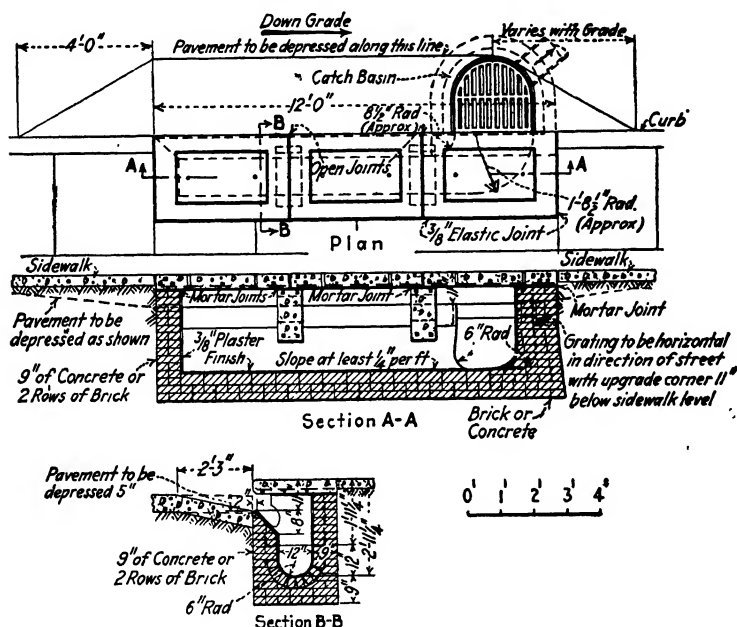 Down Grade
Varies with Grade
4'-0"
Pavement to be depressed along this line
Catch Basin
12'-0"
8½" Rad
(Approx)
Curb
B
A
A
Open Joints
B
1'-8½" Rad.
(Approx)
Plan
3/8" Elastic Joint
Sidewalk
Sidewalk
Mortar Joints
Mortar Joint
Mortar Joint
Pavement to be
depressed as shown
3/8" Plaster
Finish
6" Rad
Slope at least ¼" per ft
Grating to be horizontal
in direction of street
with upgrade corner 11"
below sidewalk level
9" of Concrete or
2 Rows of Brick
Section A-A
Brick or
Concrete
Pavement to be
depressed 5"
2'-3"
8"
9" of Concrete or
2 Rows of Brick
12"
9"
12"
2'-11¼"
9"
6" Rad
Section B-B
0' 1' 2' 3' 4'